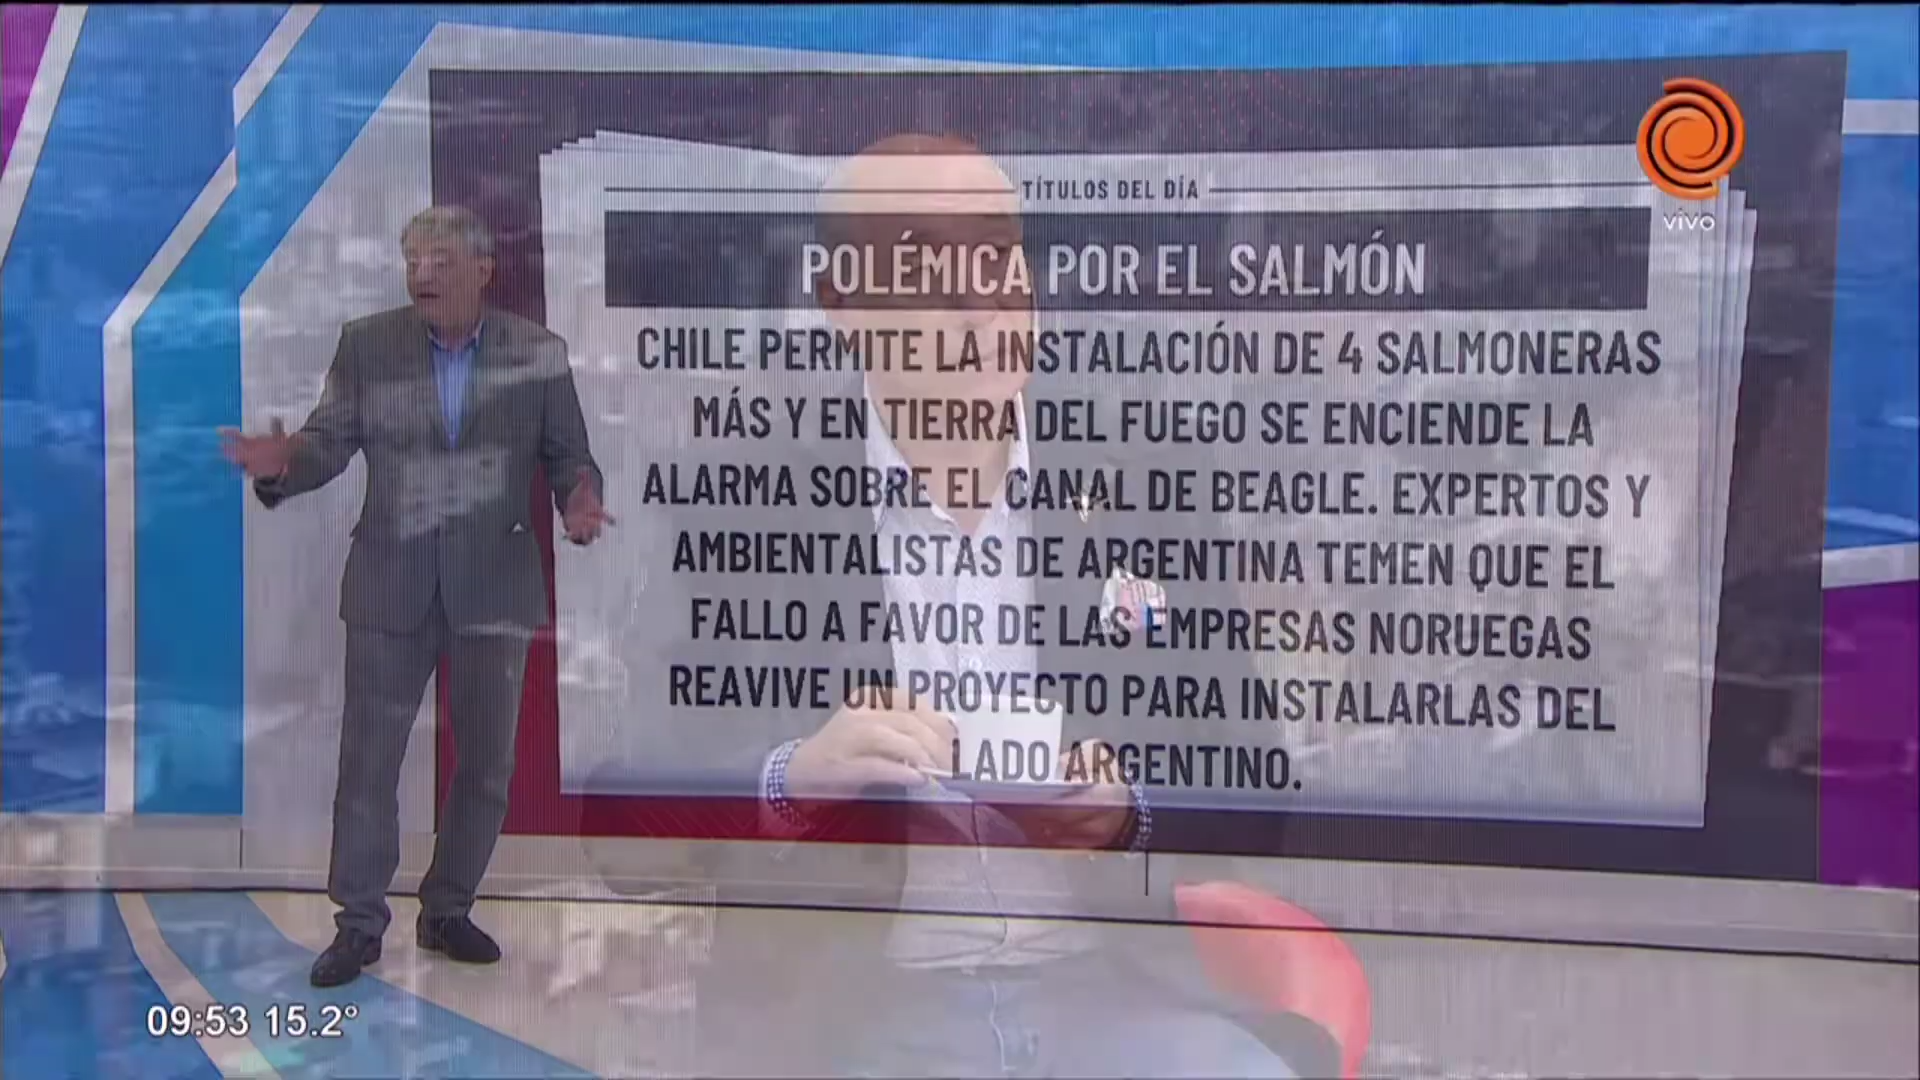 TÍTULOS DEL DÍA
POLÉMICA POR EL SALMÓN
CHILE PERMITE LA INSTALACIÓN DE 4 SALMONERAS
MÁS Y EN TIERRA DEL FUEGO SE ENCIENDE LA
ALARMA SOBRE EL CANAL DE BEAGLE. EXPERTOS Y
AMBIENTALISTAS DE ARGENTINA TEMEN QUE EL
FALLO A FAVOR DE LAS EMPRESAS NORUEGAS
REAVIVE UN PROYECTO PARA INSTALARLAS DEL
LADO ARGENTINO.
vivo
09:53 15.2°